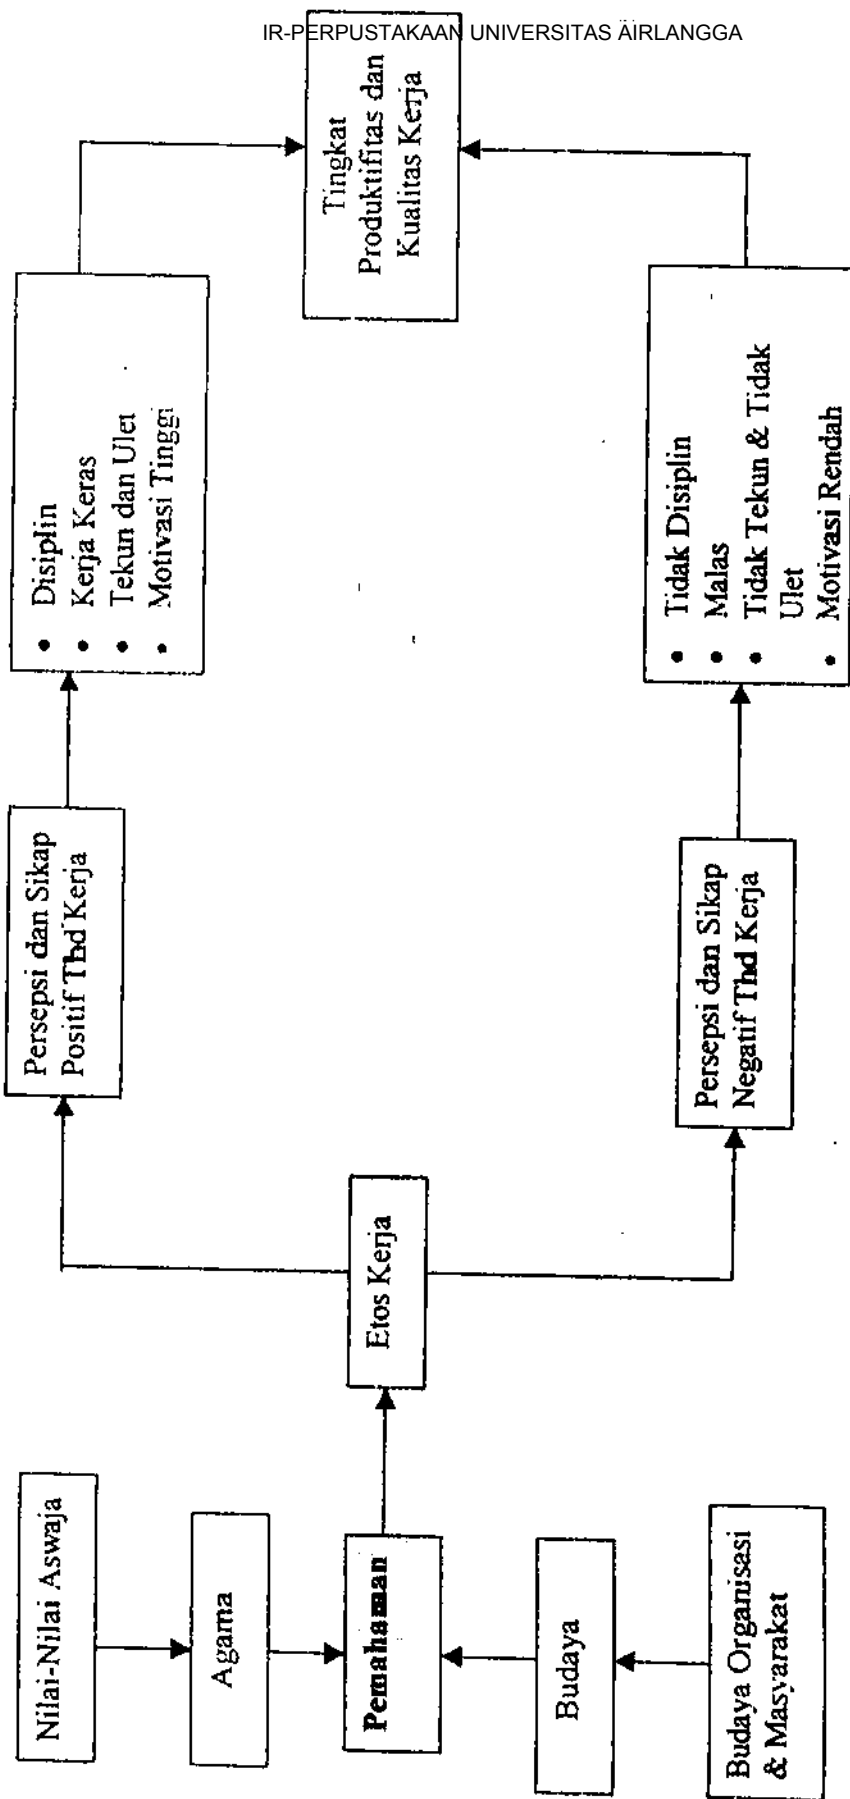 IR-PERPUSTAKAAN UNIVERSITAS AIRLANGGA
Nilai-Nilai Aswaja
Agama
Pemahaman
Budaya
Budaya Organisasi
& Masyarakat
Etos Kerja
Persepsi dan Sikap
Positif Thd Kerja
Persepsi dan Sikap
Negatif Thd Kerja
• Disiplin
• Kerja Keras
• Tekun dan Ulet
• Motivasi Tinggi
• Tidak Disiplin
• Malas
• Tidak Tekun & Tidak
Ulet
• Motivasi Rendah
Tingkat
Produktifitas dan
Kualitas Kerja